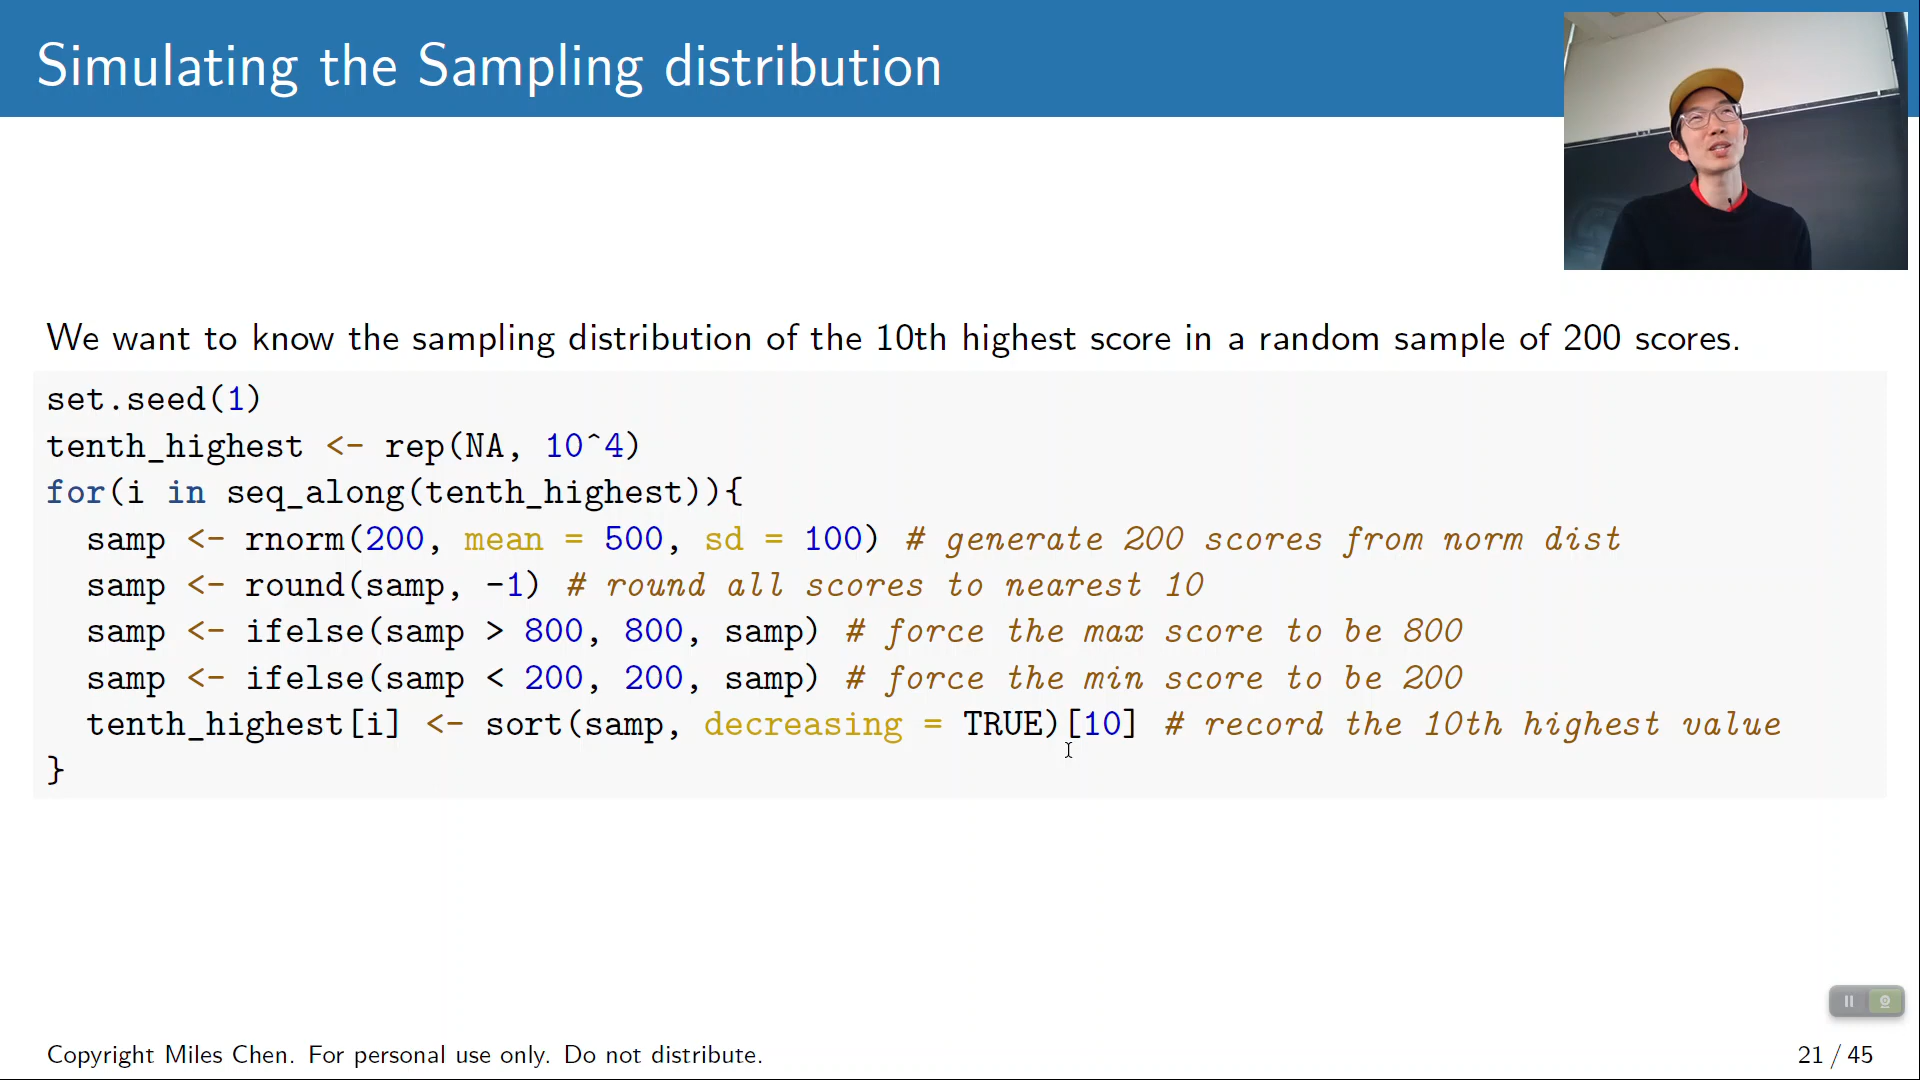 Simulating the Sampling distribution
We want to know the sampling distribution of the 10th highest score in a random sample of 200 scores.
set.seed(1)
tenth_highest <- rep(NA, 10^4)
for(i in seq_along(tenth_highest)){
  samp <- rnorm(200, mean = 500, sd = 100) # generate 200 scores from norm dist
  samp <- round(samp, -1) # round all scores to nearest 10
  samp <- ifelse(samp > 800, 800, samp) # force the max score to be 800
  samp <- ifelse(samp < 200, 200, samp) # force the min score to be 200
  tenth_highest[i] <- sort(samp, decreasing = TRUE)[10] # record the 10th highest value
}
Copyright Miles Chen. For personal use only. Do not distribute.
21 / 45